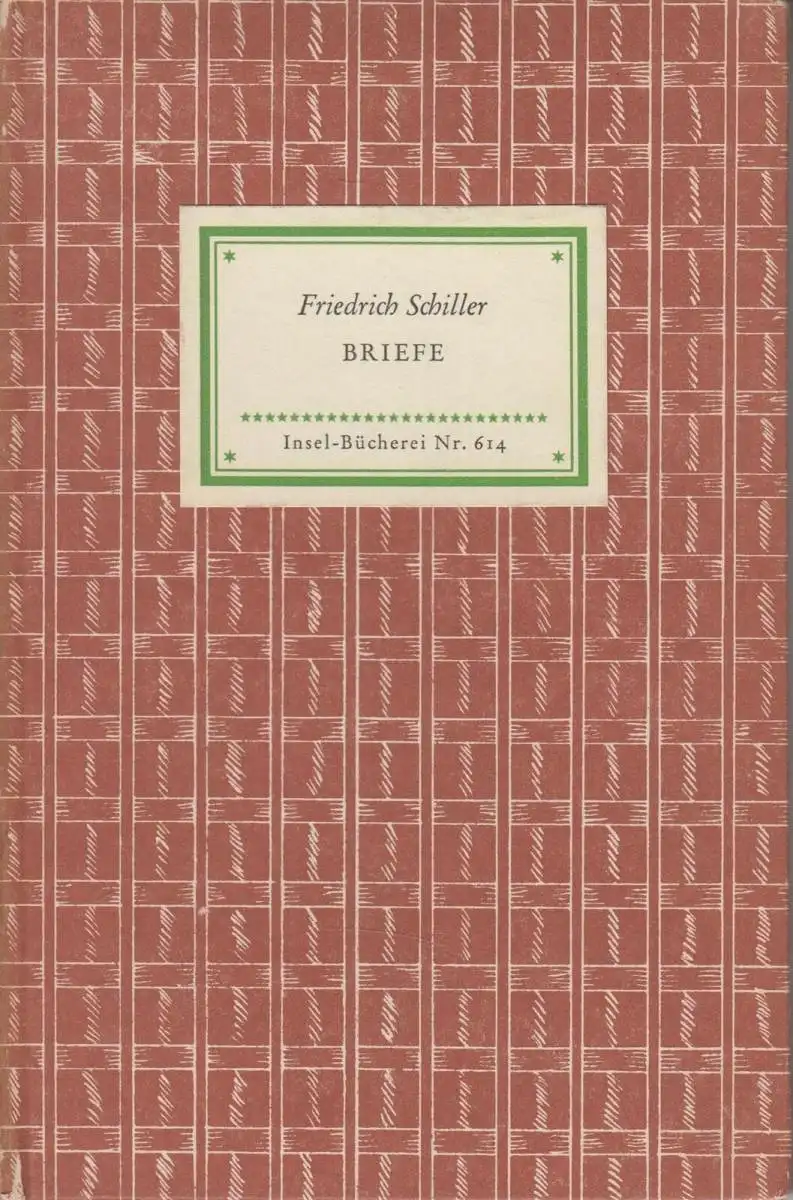 Friedrich Schiller
BRIEFE
Insel-Bücherei Nr. 614